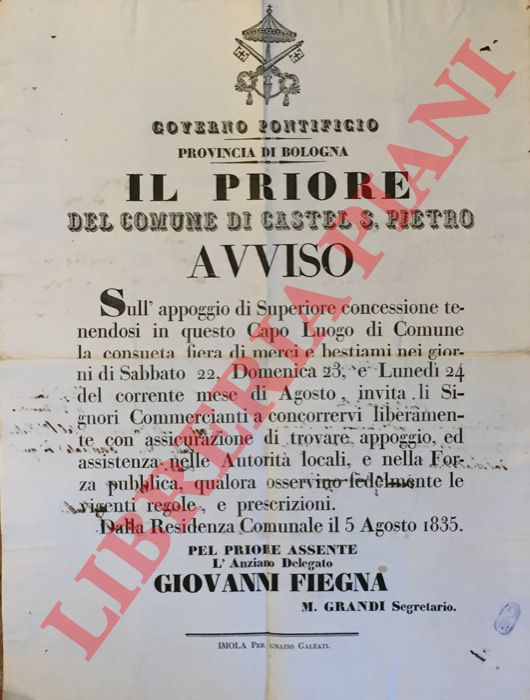 GOVERNO PONTIFICIO
PROVINCIA DI BOLOGNA
IL PRIORE
DEL COMUNE DI CASTEL S. PIETRO
AVVISO
Sull' appoggio di Superiore concessione te-
nendosi in questo Capo Luogo di Comune
la consueta fiera di merci e bestiami nei gior-
ni di Sabbato 22, Domenica 23, e Lunedì 24
del corrente mese di Agosto, invita li Si-
gnori Commercianti a concorrervi liberamen-
te con assicurazione di trovare appoggio, ed
assistenza nelle Autorità locali, e nella For-
za pubblica, qualora osservino fedelmente le
vigenti regole, e prescrizioni.
Dalla Residenza Comunale il 5 Agosto 1835.
PEL PRIORE ASSENTE
L' Anziano Delegato
GIOVANNI FIEGNA
M. GRANDI Segretario.
IMOLA PER IGNAZIO GALEATI.
LIBRERIA PIANI